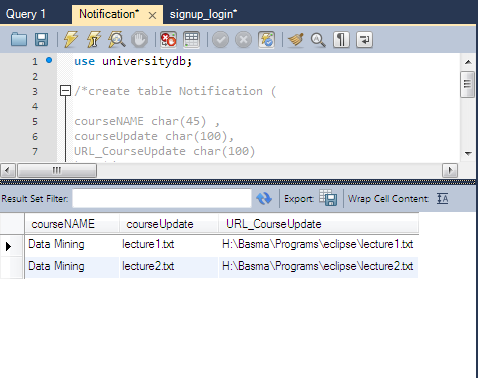 Query 1 Notification* × signup_login*
1 use universitydb;
2
3 /*create table Notification (
4
5 courseNAME char(45) ,
6 courseUpdate char(100),
7 URL_CourseUpdate char(100)
Result Set Filter: Export: Wrap Cell Content:
courseNAME courseUpdate URL_CourseUpdate
Data Mining lecture1.txt H:\Basma\Programs\eclipse\lecture1.txt
Data Mining lecture2.txt H:\Basma\Programs\eclipse\lecture2.txt